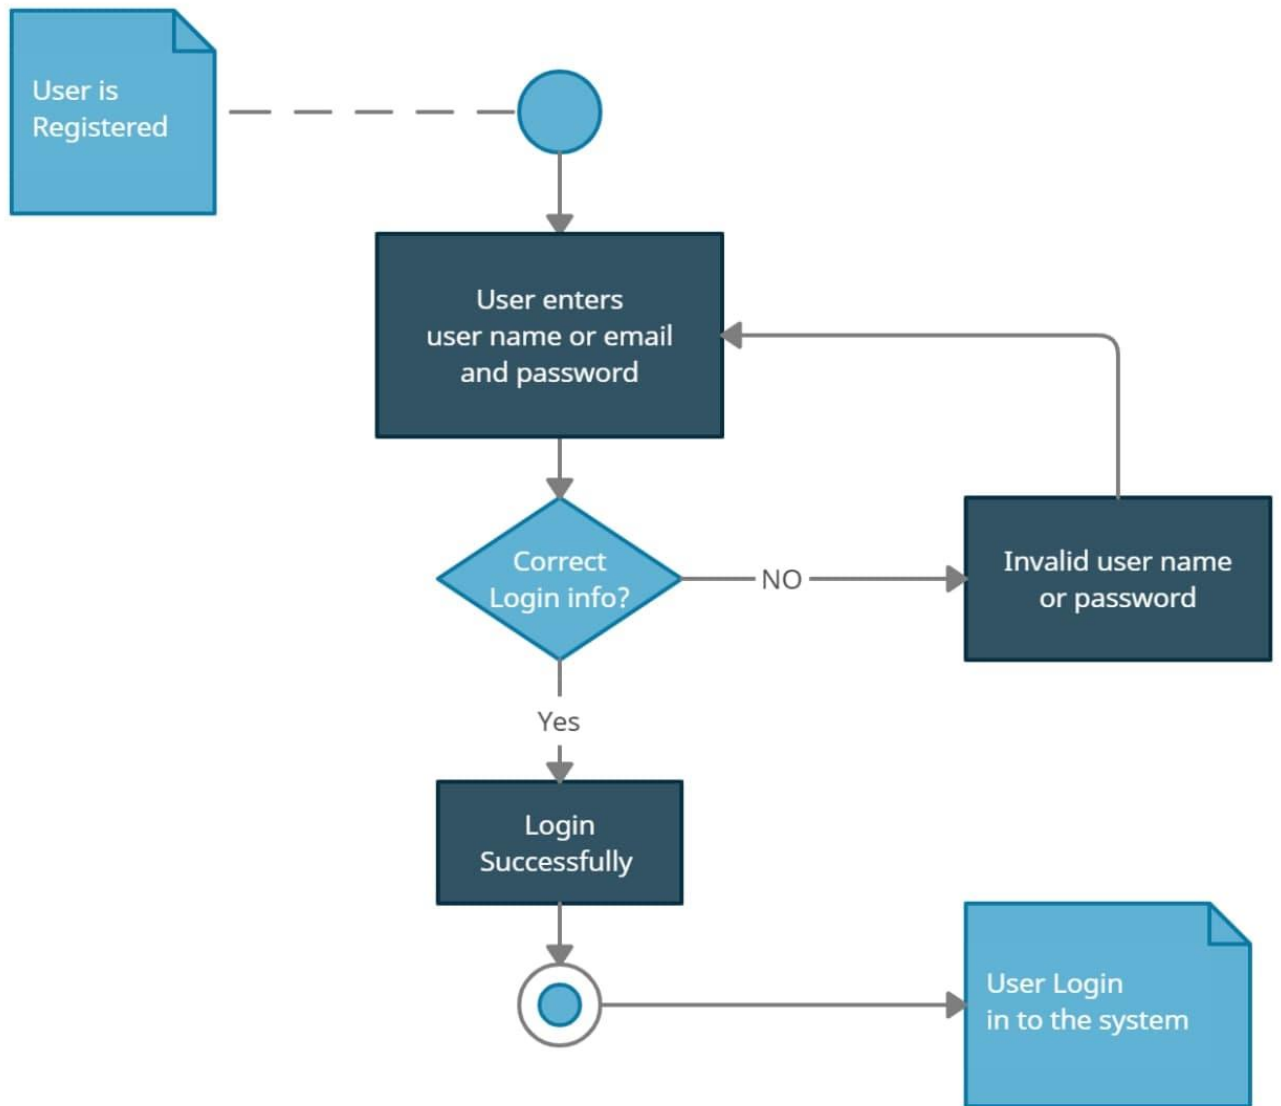 User is
Registered
User enters
user name or email
and password
Correct
Login info?
NO
Invalid user name
or password
Yes
Login
Successfully
User Login
in to the system